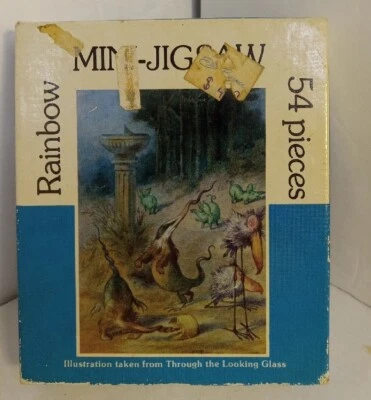 MINI-JIGSAW
Rainbow
54 pieces
Illustration taken from Through the Looking Glass